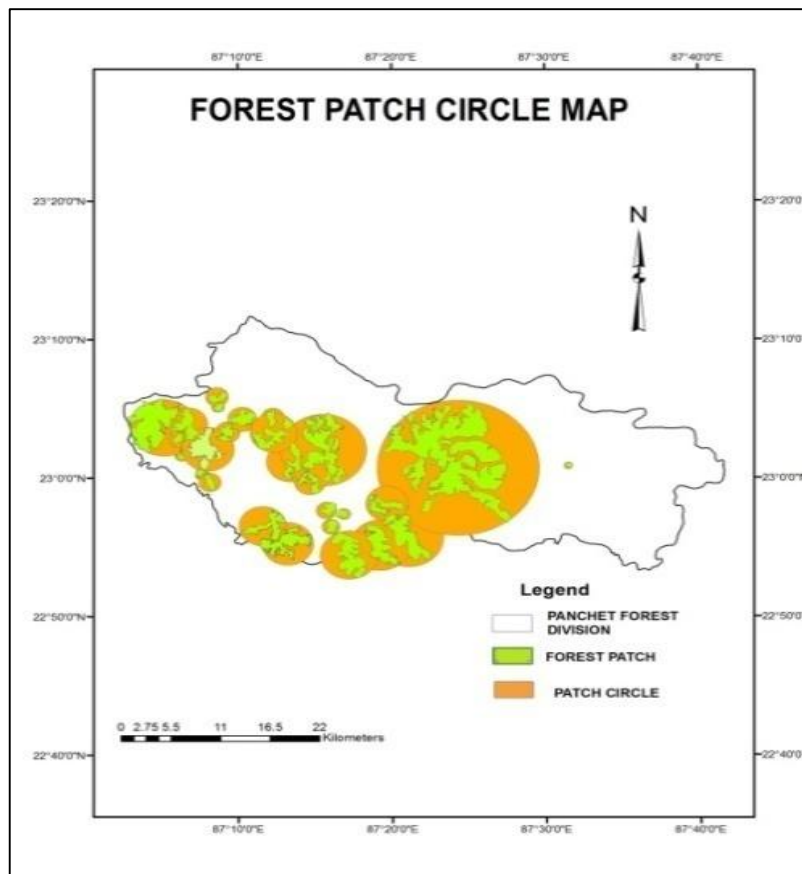 87°10'0"E 87°20'0"E 87°30'0"E 87°40'0"E
FOREST PATCH CIRCLE MAP
23°20'0"N 23°20'0"N
N
23°10'0"N 23°10'0"N
23°0'0"N 23°0'0"N
Legend
22°50'0"N 22°50'0"N
PANCHET FOREST
DIVISION
FOREST PATCH
PATCH CIRCLE
0 2.75 5.5 11 16.5 22
Kilometers
22°40'0"N 22°40'0"N
87°10'0"E 87°20'0"E 87°30'0"E 87°40'0"E